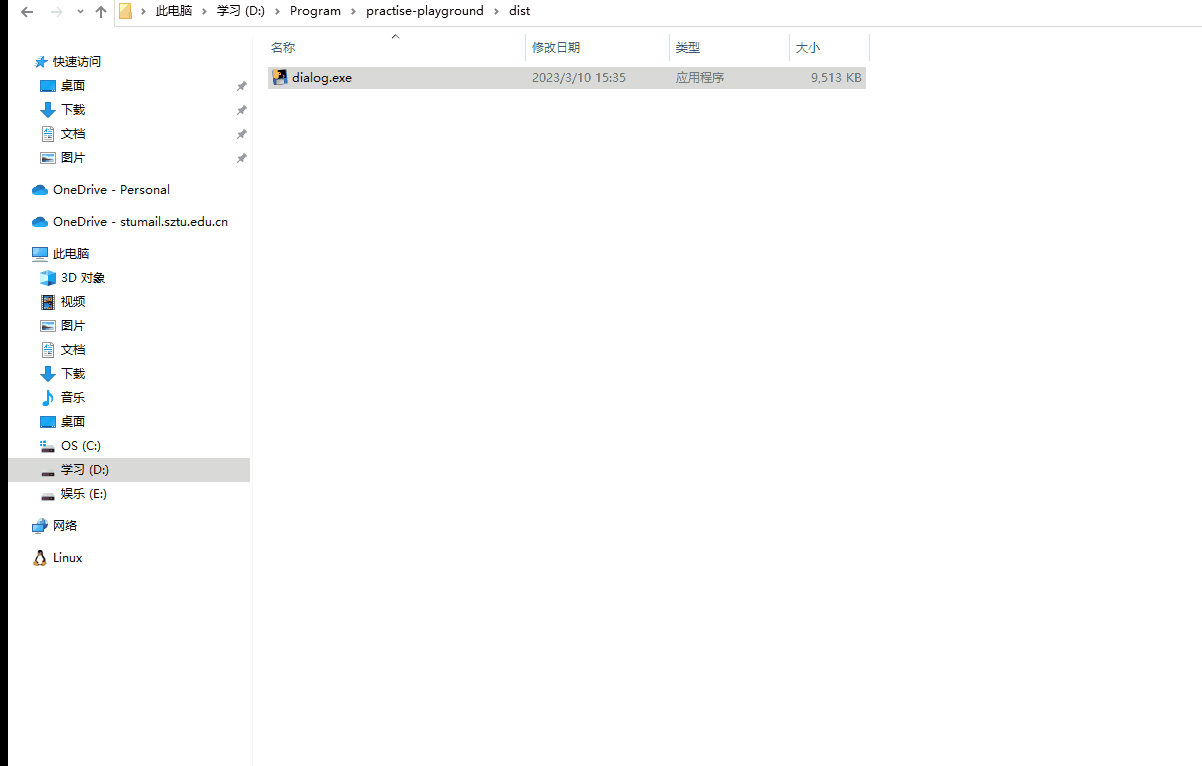 此电脑 学习 (D:) Program practise-playground dist
名称 修改日期 类型 大小
dialog.exe 2023/3/10 15:35 应用程序 9,513 KB
快速访问
桌面
下载
文档
图片
OneDrive - Personal
OneDrive - stumail.sztu.edu.cn
此电脑
3D 对象
视频
图片
文档
下载
音乐
桌面
OS (C:)
学习 (D:)
娱乐 (E:)
网络
Linux